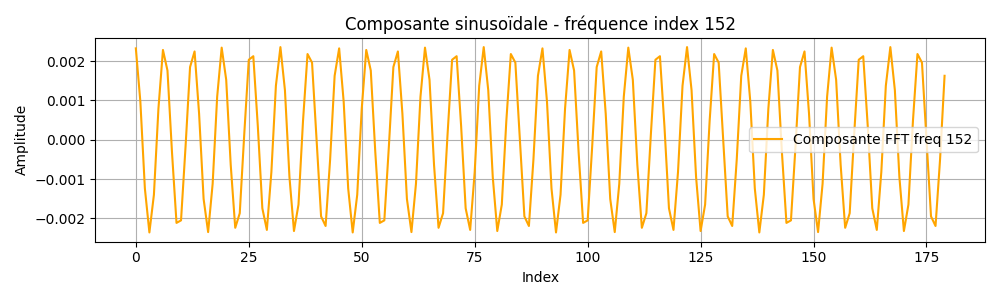 Composante sinusoïdale - fréquence index 152
Amplitude
0.002
0.001
0.000
−0.001
−0.002
Composante FFT freq 152
0 25 50 75 100 125 150 175
Index